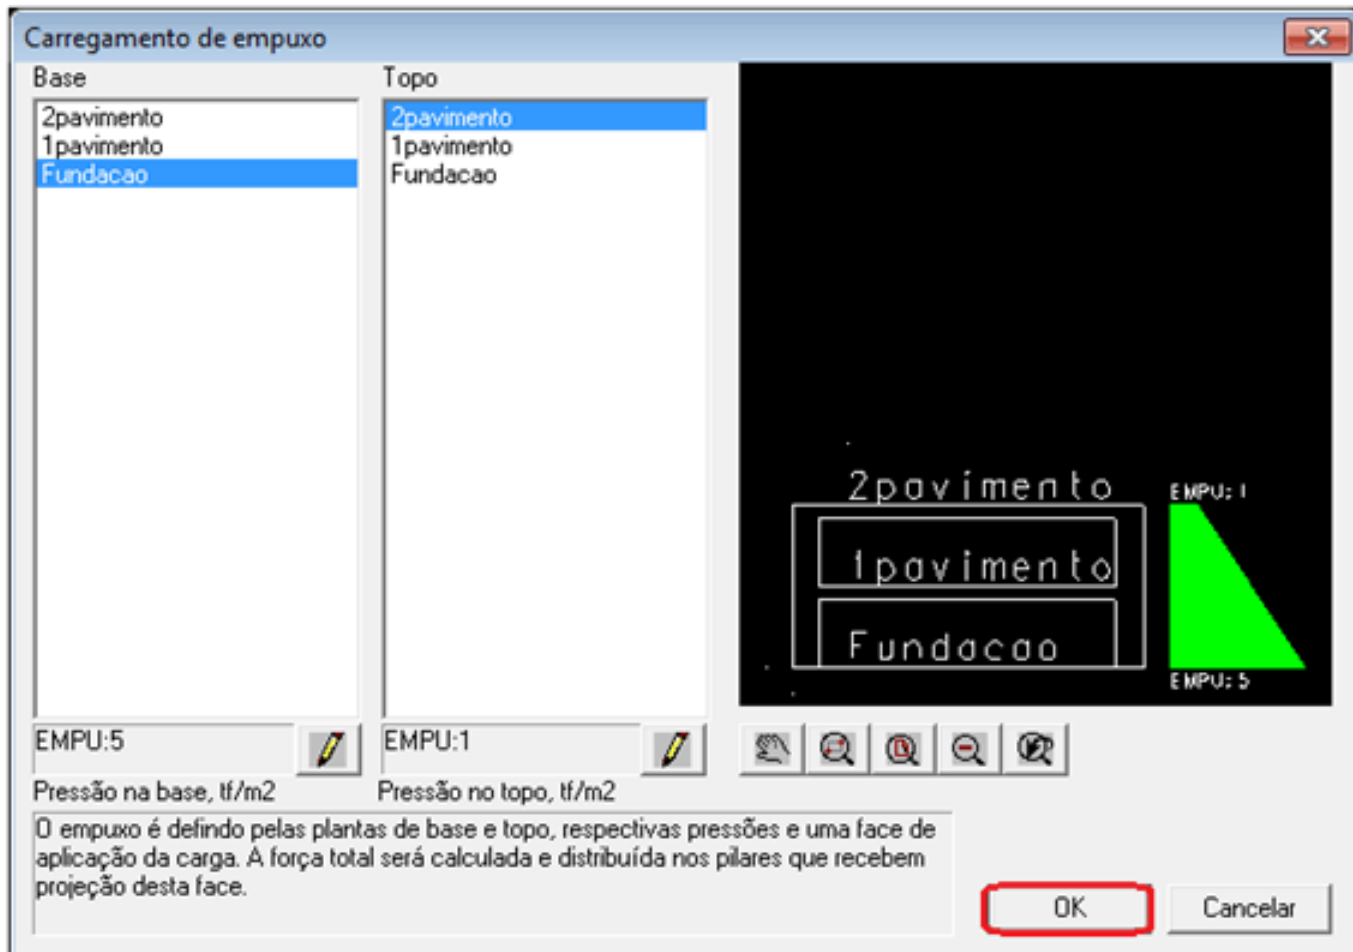 Carregamento de empuxo
Base
2pavimento
1pavimento
Fundacao
EMPU:5
Pressão na base, tf/m2
Topo
2pavimento
1pavimento
Fundacao
EMPU:1
Pressão no topo, tf/m2
2pavimento
1pavimento
Fundacao
EMPU: 1
EMPU: 5
O empuxo é defindo pelas plantas de base e topo, respectivas pressões e uma face de
aplicação da carga. A força total será calculada e distribuída nos pilares que recebem
projeção desta face.
OK
Cancelar